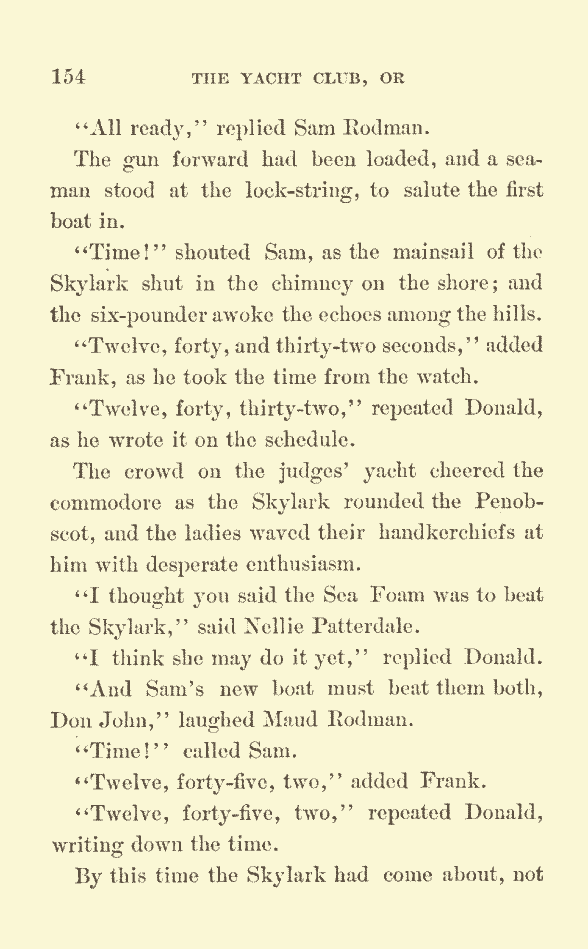 154 THE YACHT CLUB, OR
“All ready,” replied Sam Rodman.
The gun forward had been loaded, and a sea-
man stood at the lock-string, to salute the first
boat in.
“Time!” shouted Sam, as the mainsail of the
Skylark shut in the chimney on the shore; and
the six-pounder awoke the echoes among the hills.
“Twelve, forty, and thirty-two seconds,” added
Frank, as he took the time from the watch.
“Twelve, forty, thirty-two,” repeated Donald,
as he wrote it on the schedule.
The crowd on the judges’ yacht cheered the
commodore as the Skylark rounded the Penob-
scot, and the ladies waved their handkerchiefs at
him with desperate enthusiasm.
“I thought you said the Sea Foam was to beat
the Skylark,” said Nellie Patterdale.
“I think she may do it yet,” replied Donald.
“And Sam’s new boat must beat them both,
Don John,” laughed Maud Rodman.
“Time!” called Sam.
“Twelve, forty-five, two,” added Frank.
“Twelve, forty-five, two,” repeated Donald,
writing down the time.
By this time the Skylark had come about, not